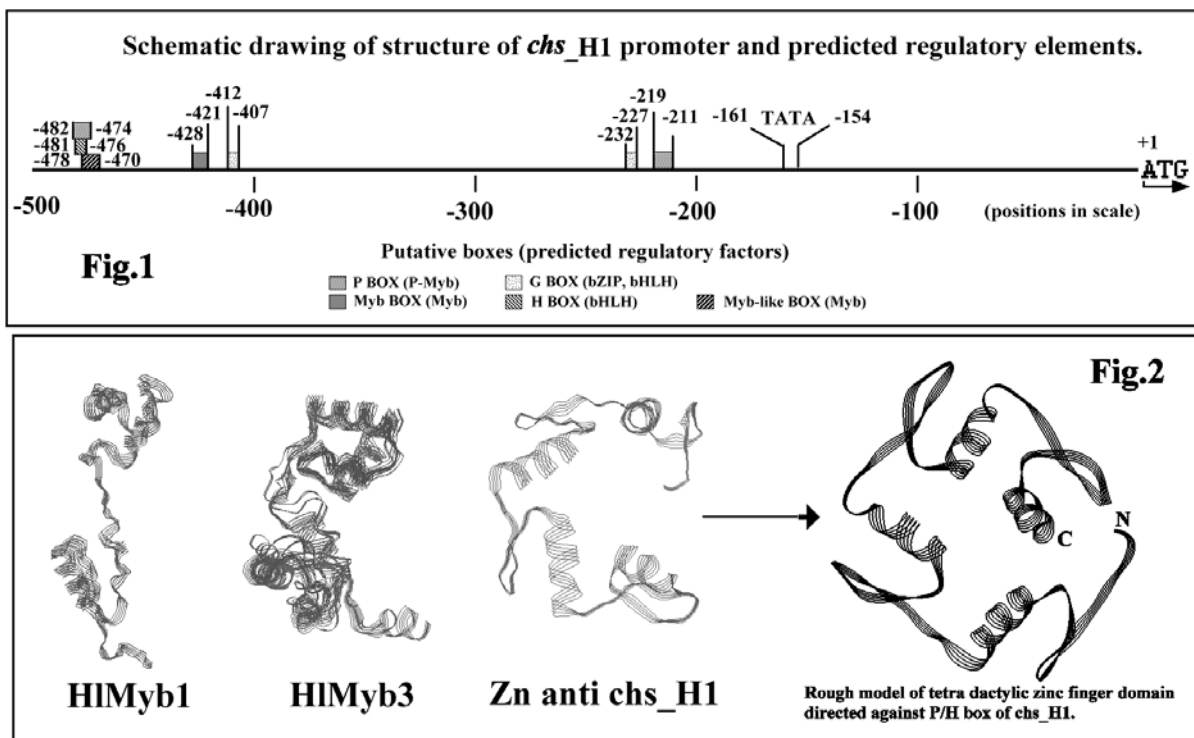 Schematic drawing of structure of chs_H1 promoter and predicted regulatory elements.
-412 -219
-421 -407 -227 -211 -161 TATA -154
-482 -474 -428 -232 +1
-481 -476
-478 -470 ATG
-500 -400 -300 -200 -100 (positions in scale)
Putative boxes (predicted regulatory factors)
Fig.1
P BOX (P-Myb) G BOX (bZIP, bHLH)
Myb BOX (Myb) H BOX (bHLH) Myb-like BOX (Myb)
Fig.2
N
C
HlMyb1 HlMyb3 Zn anti chs_H1
Rough model of tetra dactylic zinc finger domain
directed against P/H box of chs_H1.